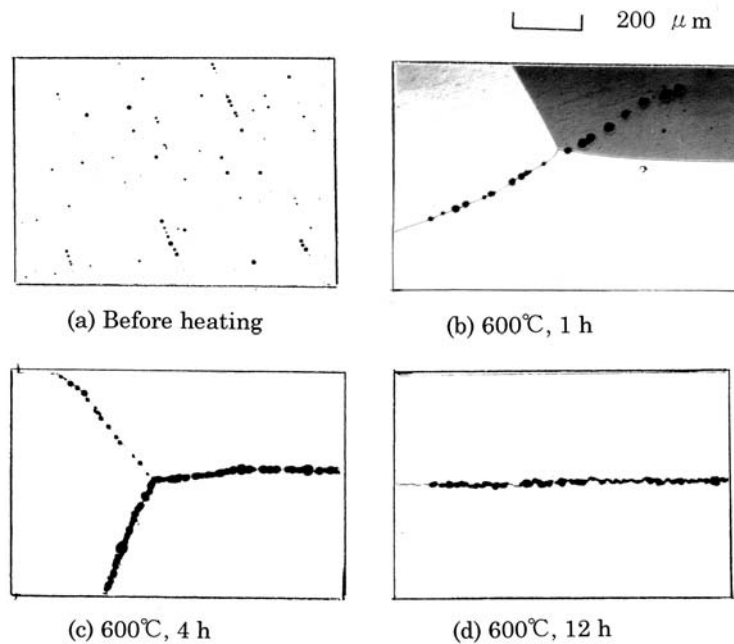 200 μm
(a) Before heating
(b) 600℃, 1 h
(c) 600℃, 4 h
(d) 600℃, 12 h